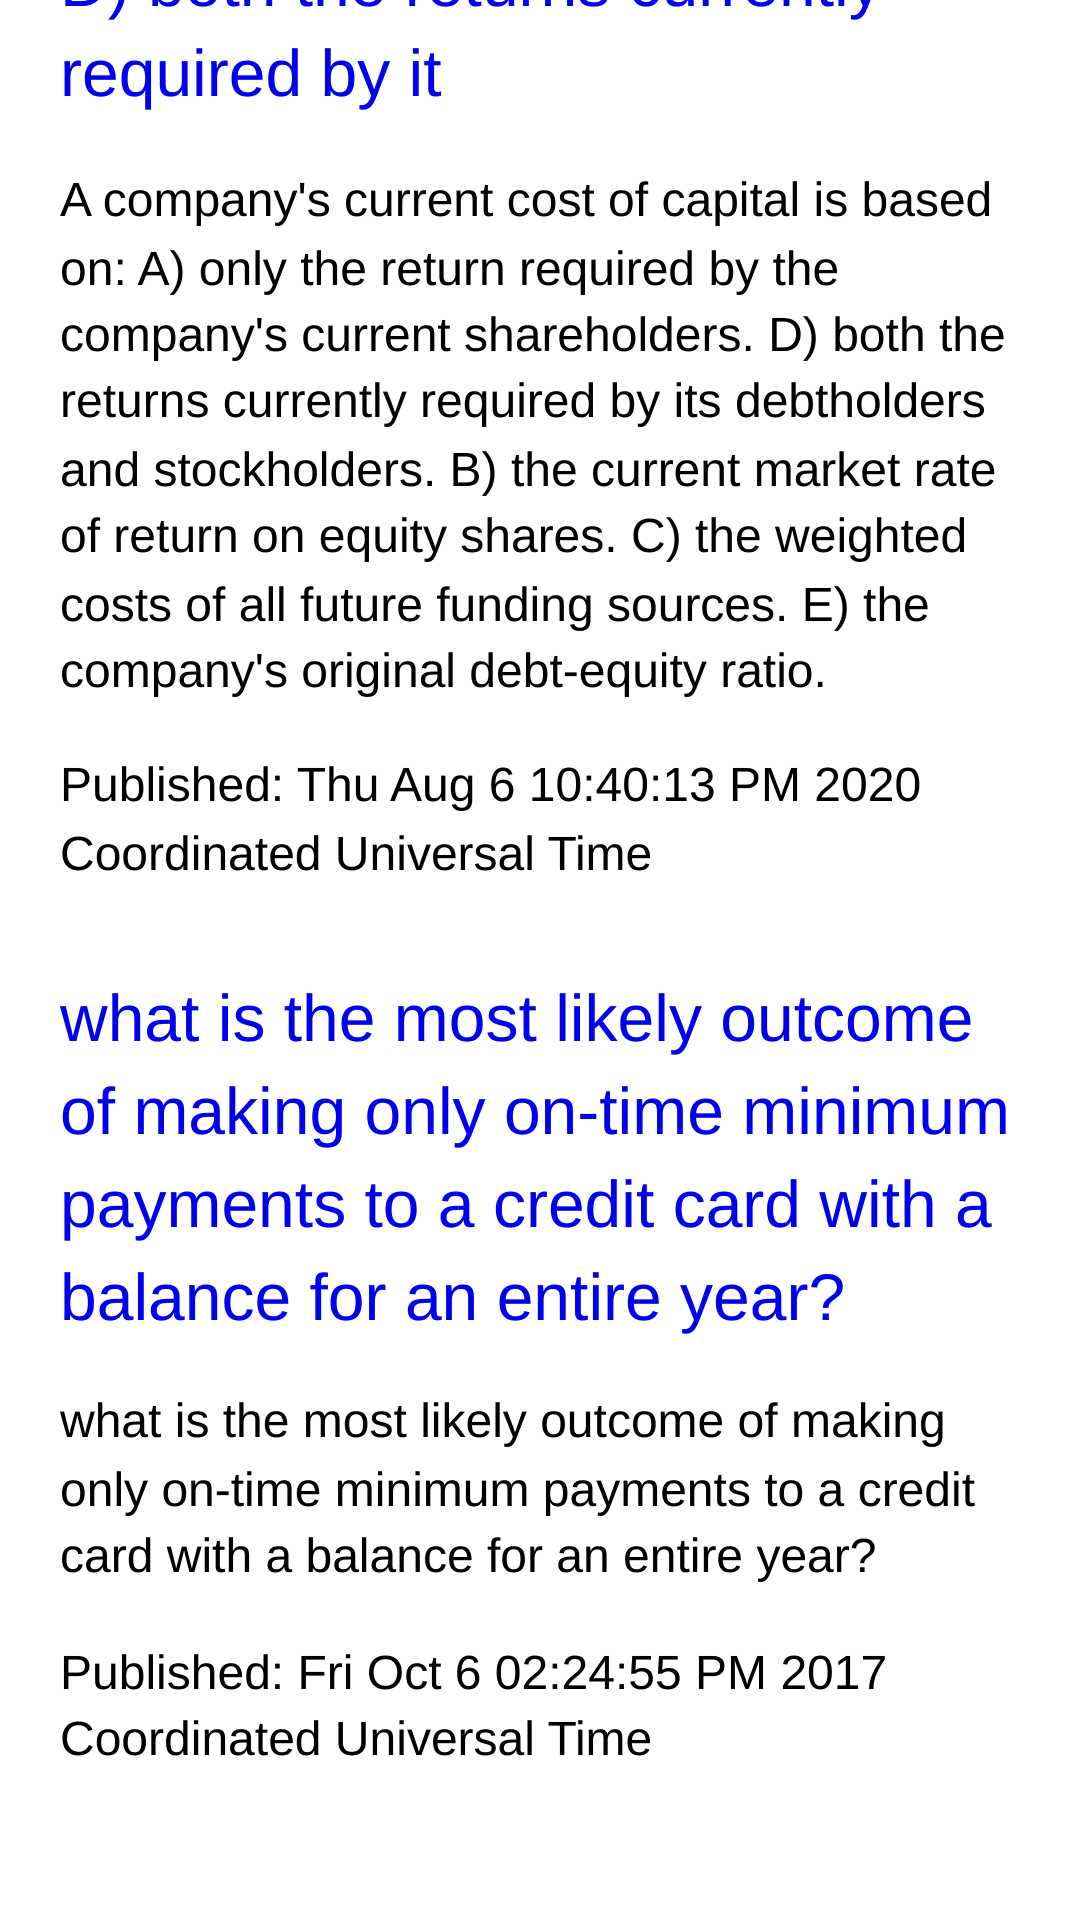 D) both the returns currently
required by it
A company's current cost of capital is based
on: A) only the return required by the
company's current shareholders. D) both the
returns currently required by its debtholders
and stockholders. B) the current market rate
of return on equity shares. C) the weighted
costs of all future funding sources. E) the
company's original debt-equity ratio.
Published: Thu Aug 6 10:40:13 PM 2020
Coordinated Universal Time
what is the most likely outcome
of making only on-time minimum
payments to a credit card with a
balance for an entire year?
what is the most likely outcome of making
only on-time minimum payments to a credit
card with a balance for an entire year?
Published: Fri Oct 6 02:24:55 PM 2017
Coordinated Universal Time